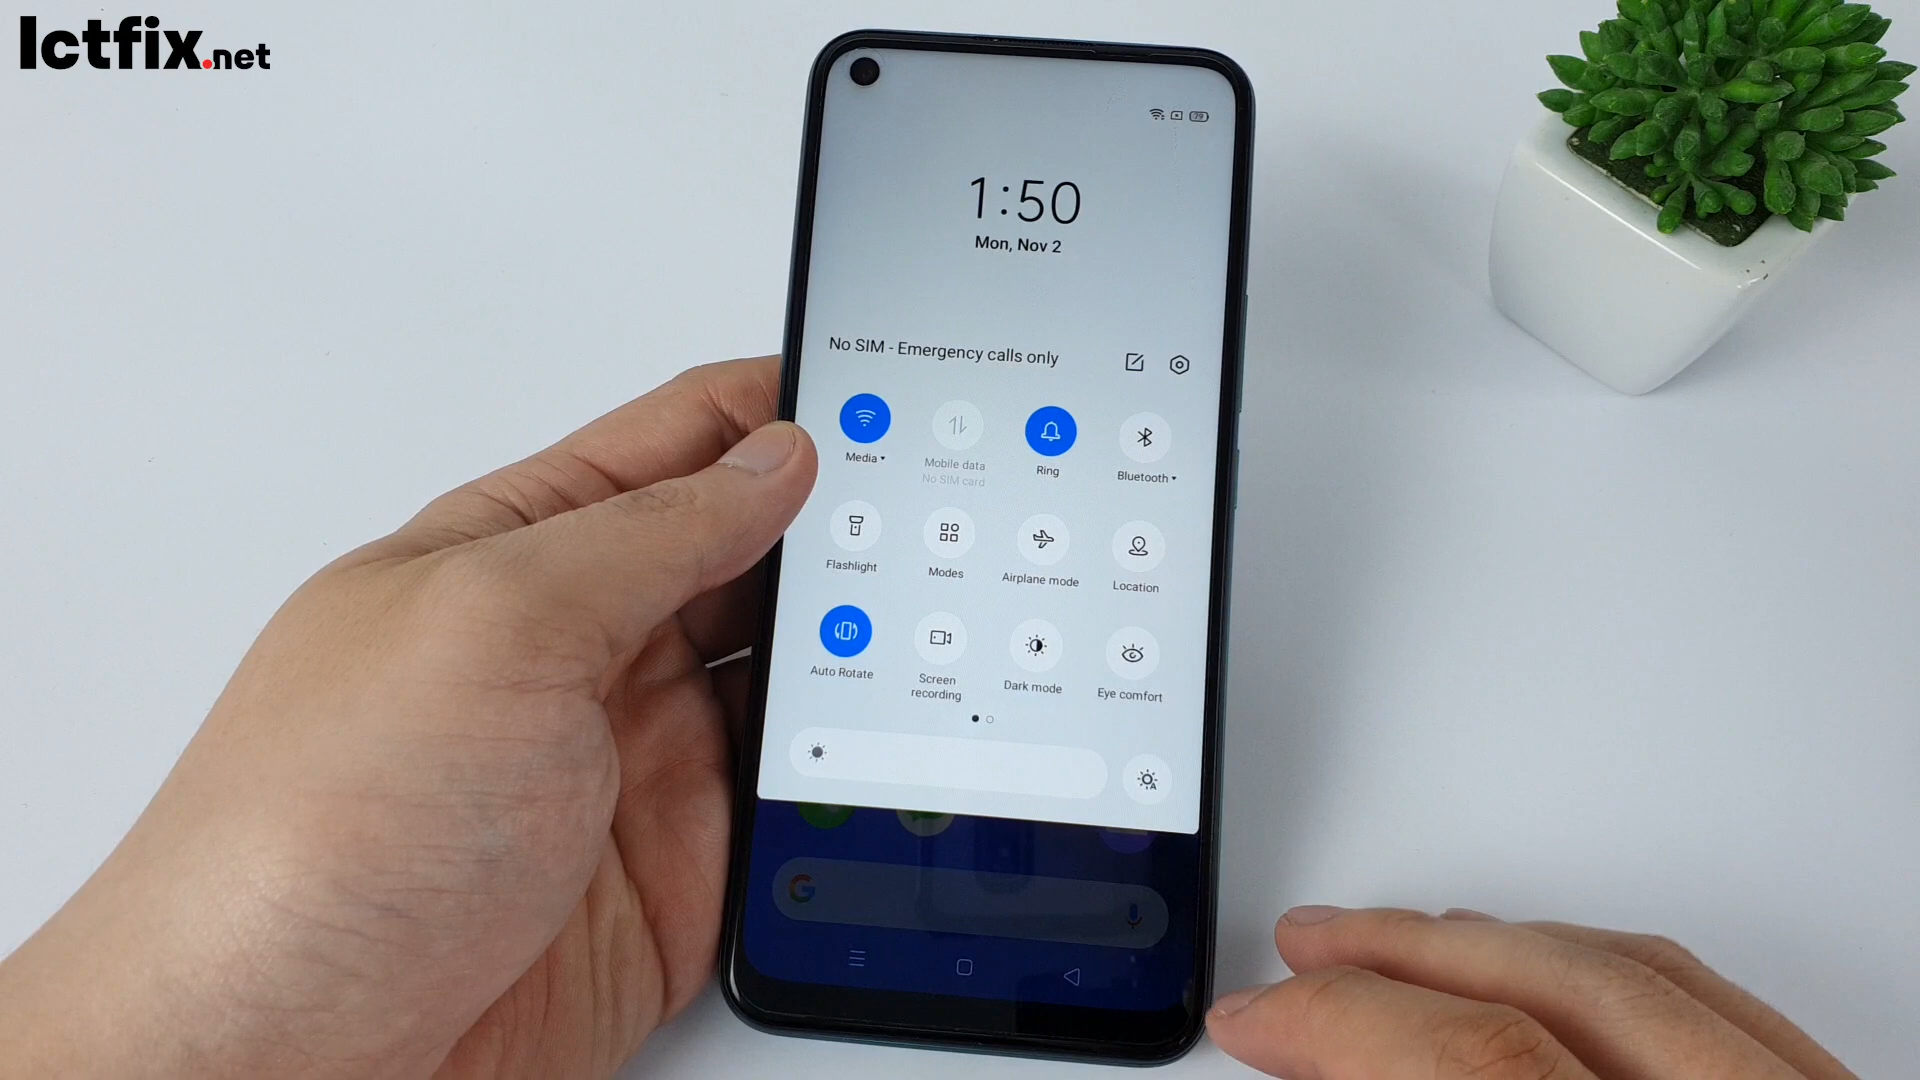 Ictfix.net
79
1:50
Mon, Nov 2
No SIM - Emergency calls only
Media
Mobile data
No SIM card
Ring
Bluetooth
Flashlight
Modes
Airplane mode
Location
Auto Rotate
Screen
recording
Dark mode
Eye comfort
A
G